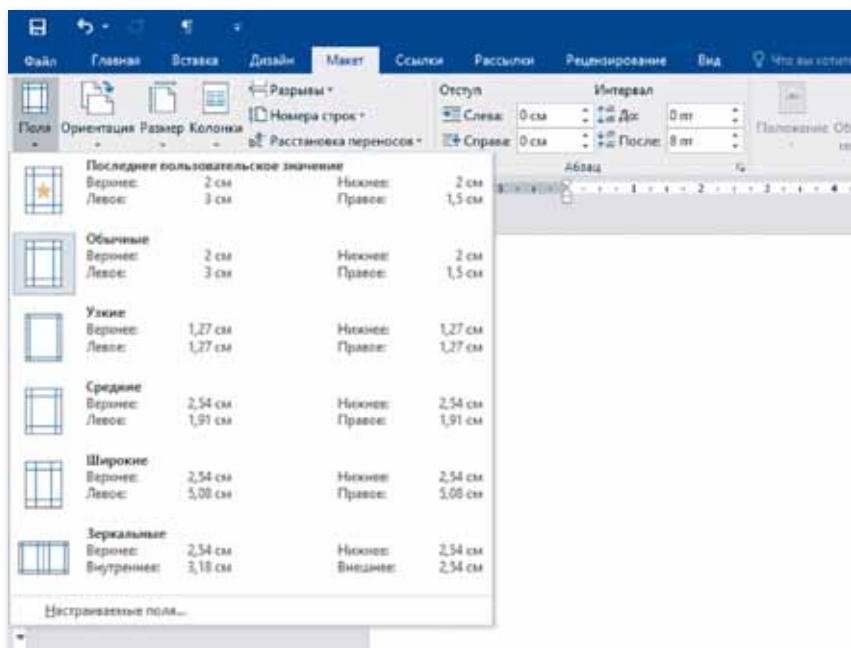 Файл Главная Вставка Дизайн Макет Ссылки Рассылки Рецензирование Вид Что вы хотите
Поля Ориентация Размер Колонки
Разрывы
Номера строк
Расстановка переносов
Отступ
Слева: 0 см
Справа: 0 см
Интервал
До: 0 пт
После: 8 пт
Абзац
Положение
1 2 3 4
Последнее пользовательское значение
Верхнее: 2 см Нижнее: 2 см
Левое: 3 см Правое: 1,5 см
Обычные
Верхнее: 2 см Нижнее: 2 см
Левое: 3 см Правое: 1,5 см
Узкие
Верхнее: 1,27 см Нижнее: 1,27 см
Левое: 1,27 см Правое: 1,27 см
Средние
Верхнее: 2,54 см Нижнее: 2,54 см
Левое: 1,91 см Правое: 1,91 см
Широкие
Верхнее: 2,54 см Нижнее: 2,54 см
Левое: 5,08 см Правое: 5,08 см
Зеркальные
Верхнее: 2,54 см Нижнее: 2,54 см
Внутреннее: 3,18 см Внешнее: 2,54 см
Настраиваемые поля...